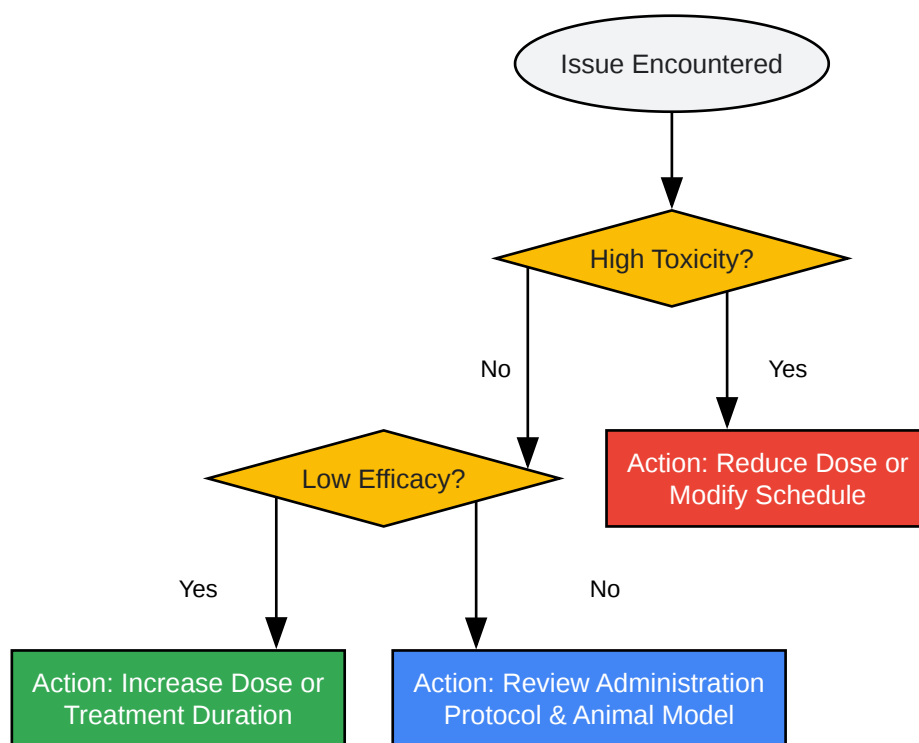 Issue Encountered
High Toxicity?
No
Yes
Action: Reduce Dose or
Modify Schedule
Low Efficacy?
Yes
No
Action: Increase Dose or
Treatment Duration
Action: Review Administration
Protocol & Animal Model